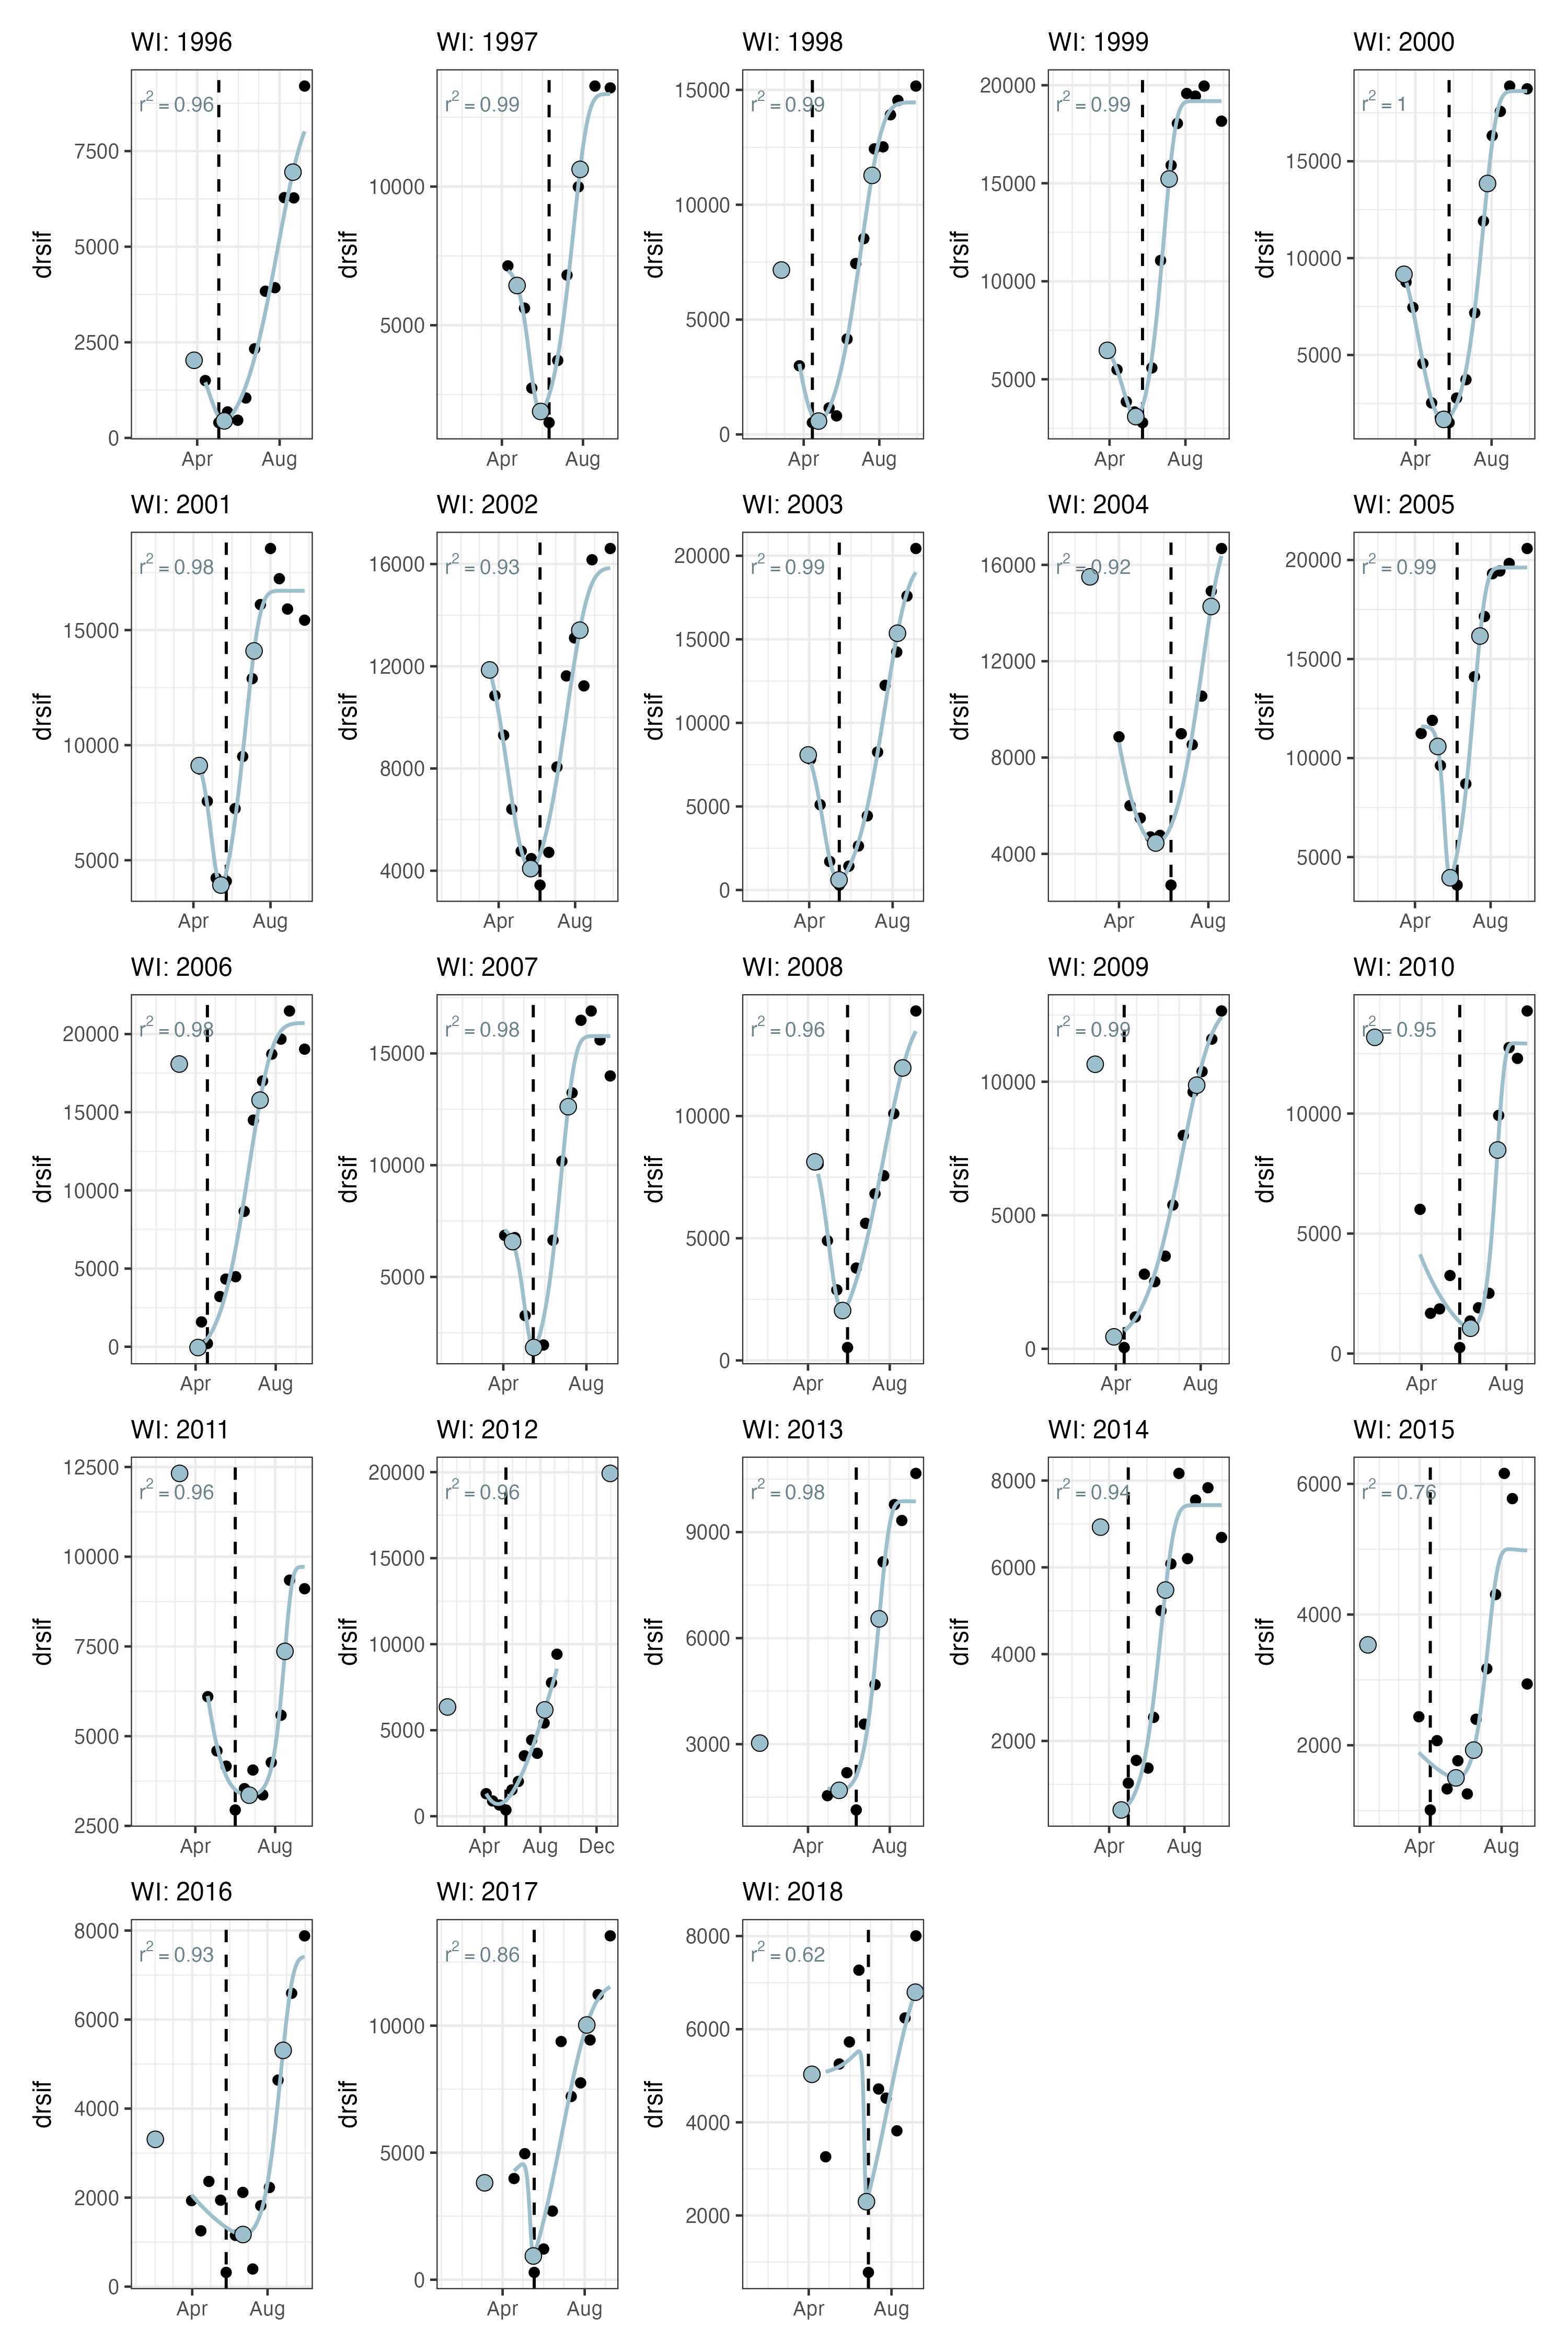 WI: 1996
r² = 0.96
drsif
7500
5000
2500
0
Apr Aug
WI: 1997
r² = 0.99
drsif
10000
5000
Apr Aug
WI: 1998
r² = 0.99
drsif
15000
10000
5000
0
Apr Aug
WI: 1999
r² = 0.99
drsif
20000
15000
10000
5000
Apr Aug
WI: 2000
r² = 1
drsif
15000
10000
5000
Apr Aug
WI: 2001
r² = 0.98
drsif
15000
10000
5000
Apr Aug
WI: 2002
r² = 0.93
drsif
16000
12000
8000
4000
Apr Aug
WI: 2003
r² = 0.99
drsif
20000
15000
10000
5000
0
Apr Aug
WI: 2004
r² = 0.92
drsif
16000
12000
8000
4000
Apr Aug
WI: 2005
r² = 0.99
drsif
20000
15000
10000
5000
Apr Aug
WI: 2006
r² = 0.98
drsif
20000
15000
10000
5000
0
Apr Aug
WI: 2007
r² = 0.98
drsif
15000
10000
5000
Apr Aug
WI: 2008
r² = 0.96
drsif
10000
5000
0
Apr Aug
WI: 2009
r² = 0.99
drsif
10000
5000
0
Apr Aug
WI: 2010
r² = 0.95
drsif
10000
5000
0
Apr Aug
WI: 2011
r² = 0.96
drsif
12500
10000
7500
5000
2500
Apr Aug
WI: 2012
r² = 0.96
drsif
20000
15000
10000
5000
0
Apr Aug Dec
WI: 2013
r² = 0.98
drsif
9000
6000
3000
Apr Aug
WI: 2014
r² = 0.94
drsif
8000
6000
4000
2000
Apr Aug
WI: 2015
r² = 0.76
drsif
6000
4000
2000
Apr Aug
WI: 2016
r² = 0.93
drsif
8000
6000
4000
2000
0
Apr Aug
WI: 2017
r² = 0.86
drsif
10000
5000
0
Apr Aug
WI: 2018
r² = 0.62
drsif
8000
6000
4000
2000
Apr Aug